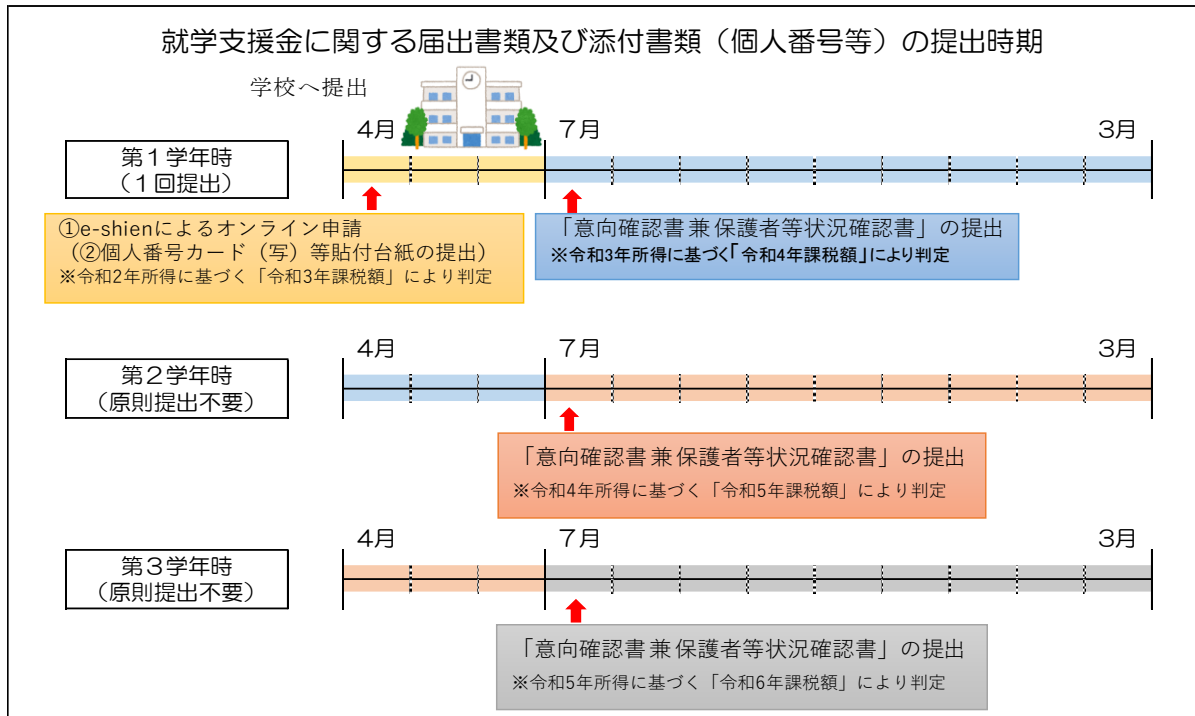 就学支援金に関する届出書類及び添付書類（個人番号等）の提出時期
学校へ提出
4月
7月
3月
第１学年時
（１回提出）
①e-shienによるオンライン申請
（②個人番号カード（写）等貼付台紙の提出）
※令和2年所得に基づく「令和3年課税額」により判定
「意向確認書兼保護者等状況確認書」の提出
※令和3年所得に基づく「令和4年課税額」により判定
4月
7月
3月
第２学年時
（原則提出不要）
「意向確認書兼保護者等状況確認書」の提出
※令和4年所得に基づく「令和5年課税額」により判定
4月
7月
3月
第３学年時
（原則提出不要）
「意向確認書兼保護者等状況確認書」の提出
※令和5年所得に基づく「令和6年課税額」により判定